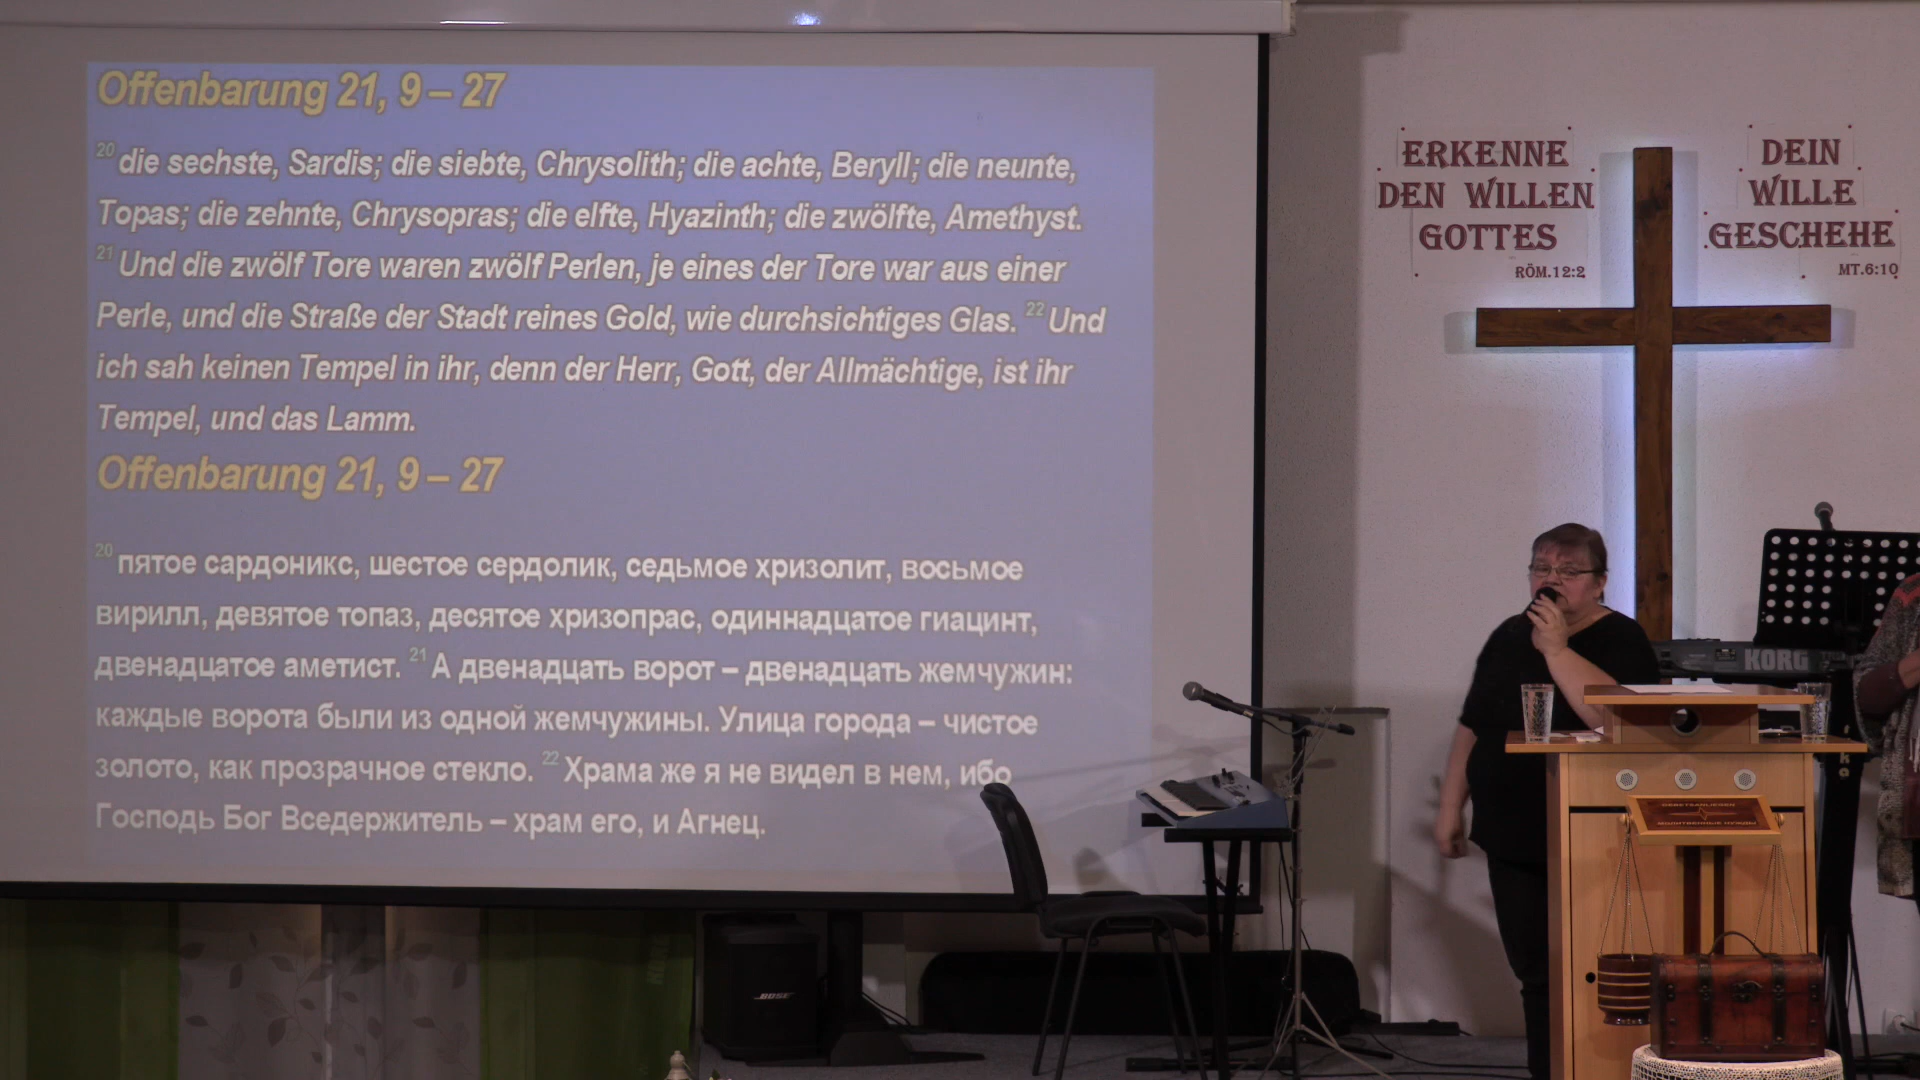 Offenbarung 21, 9 – 27
20 die sechste, Sardis; die siebte, Chrysolith; die achte, Beryll; die neunte,
Topas; die zehnte, Chrysopras; die elfte, Hyazinth; die zwölfte, Amethyst.
21 Und die zwölf Tore waren zwölf Perlen, je eines der Tore war aus einer
Perle, und die Straße der Stadt reines Gold, wie durchsichtiges Glas. 22 Und
ich sah keinen Tempel in ihr, denn der Herr, Gott, der Allmächtige, ist ihr
Tempel, und das Lamm.
Offenbarung 21, 9 – 27
20 пятое сардоникс, шестое сердолик, седьмое хризолит, восьмое
вирилл, девятое топаз, десятое хризопрас, одиннадцатое гиацинт,
двенадцатое аметист. 21 А двенадцать ворот – двенадцать жемчужин:
каждые ворота были из одной жемчужины. Улица города – чистое
золото, как прозрачное стекло. 22 Храма же я не видел в нем, ибо
Господь Бог Вседержитель – храм его, и Агнец.
ERKENNE
DEN WILLEN
GOTTES
RÖM.12:2
DEIN
WILLE
GESCHEHE
MT.6:10
KORG
GEBETSANLIEGEN
МОЛИТВЕННЫЕ НУЖДЫ
BOSE